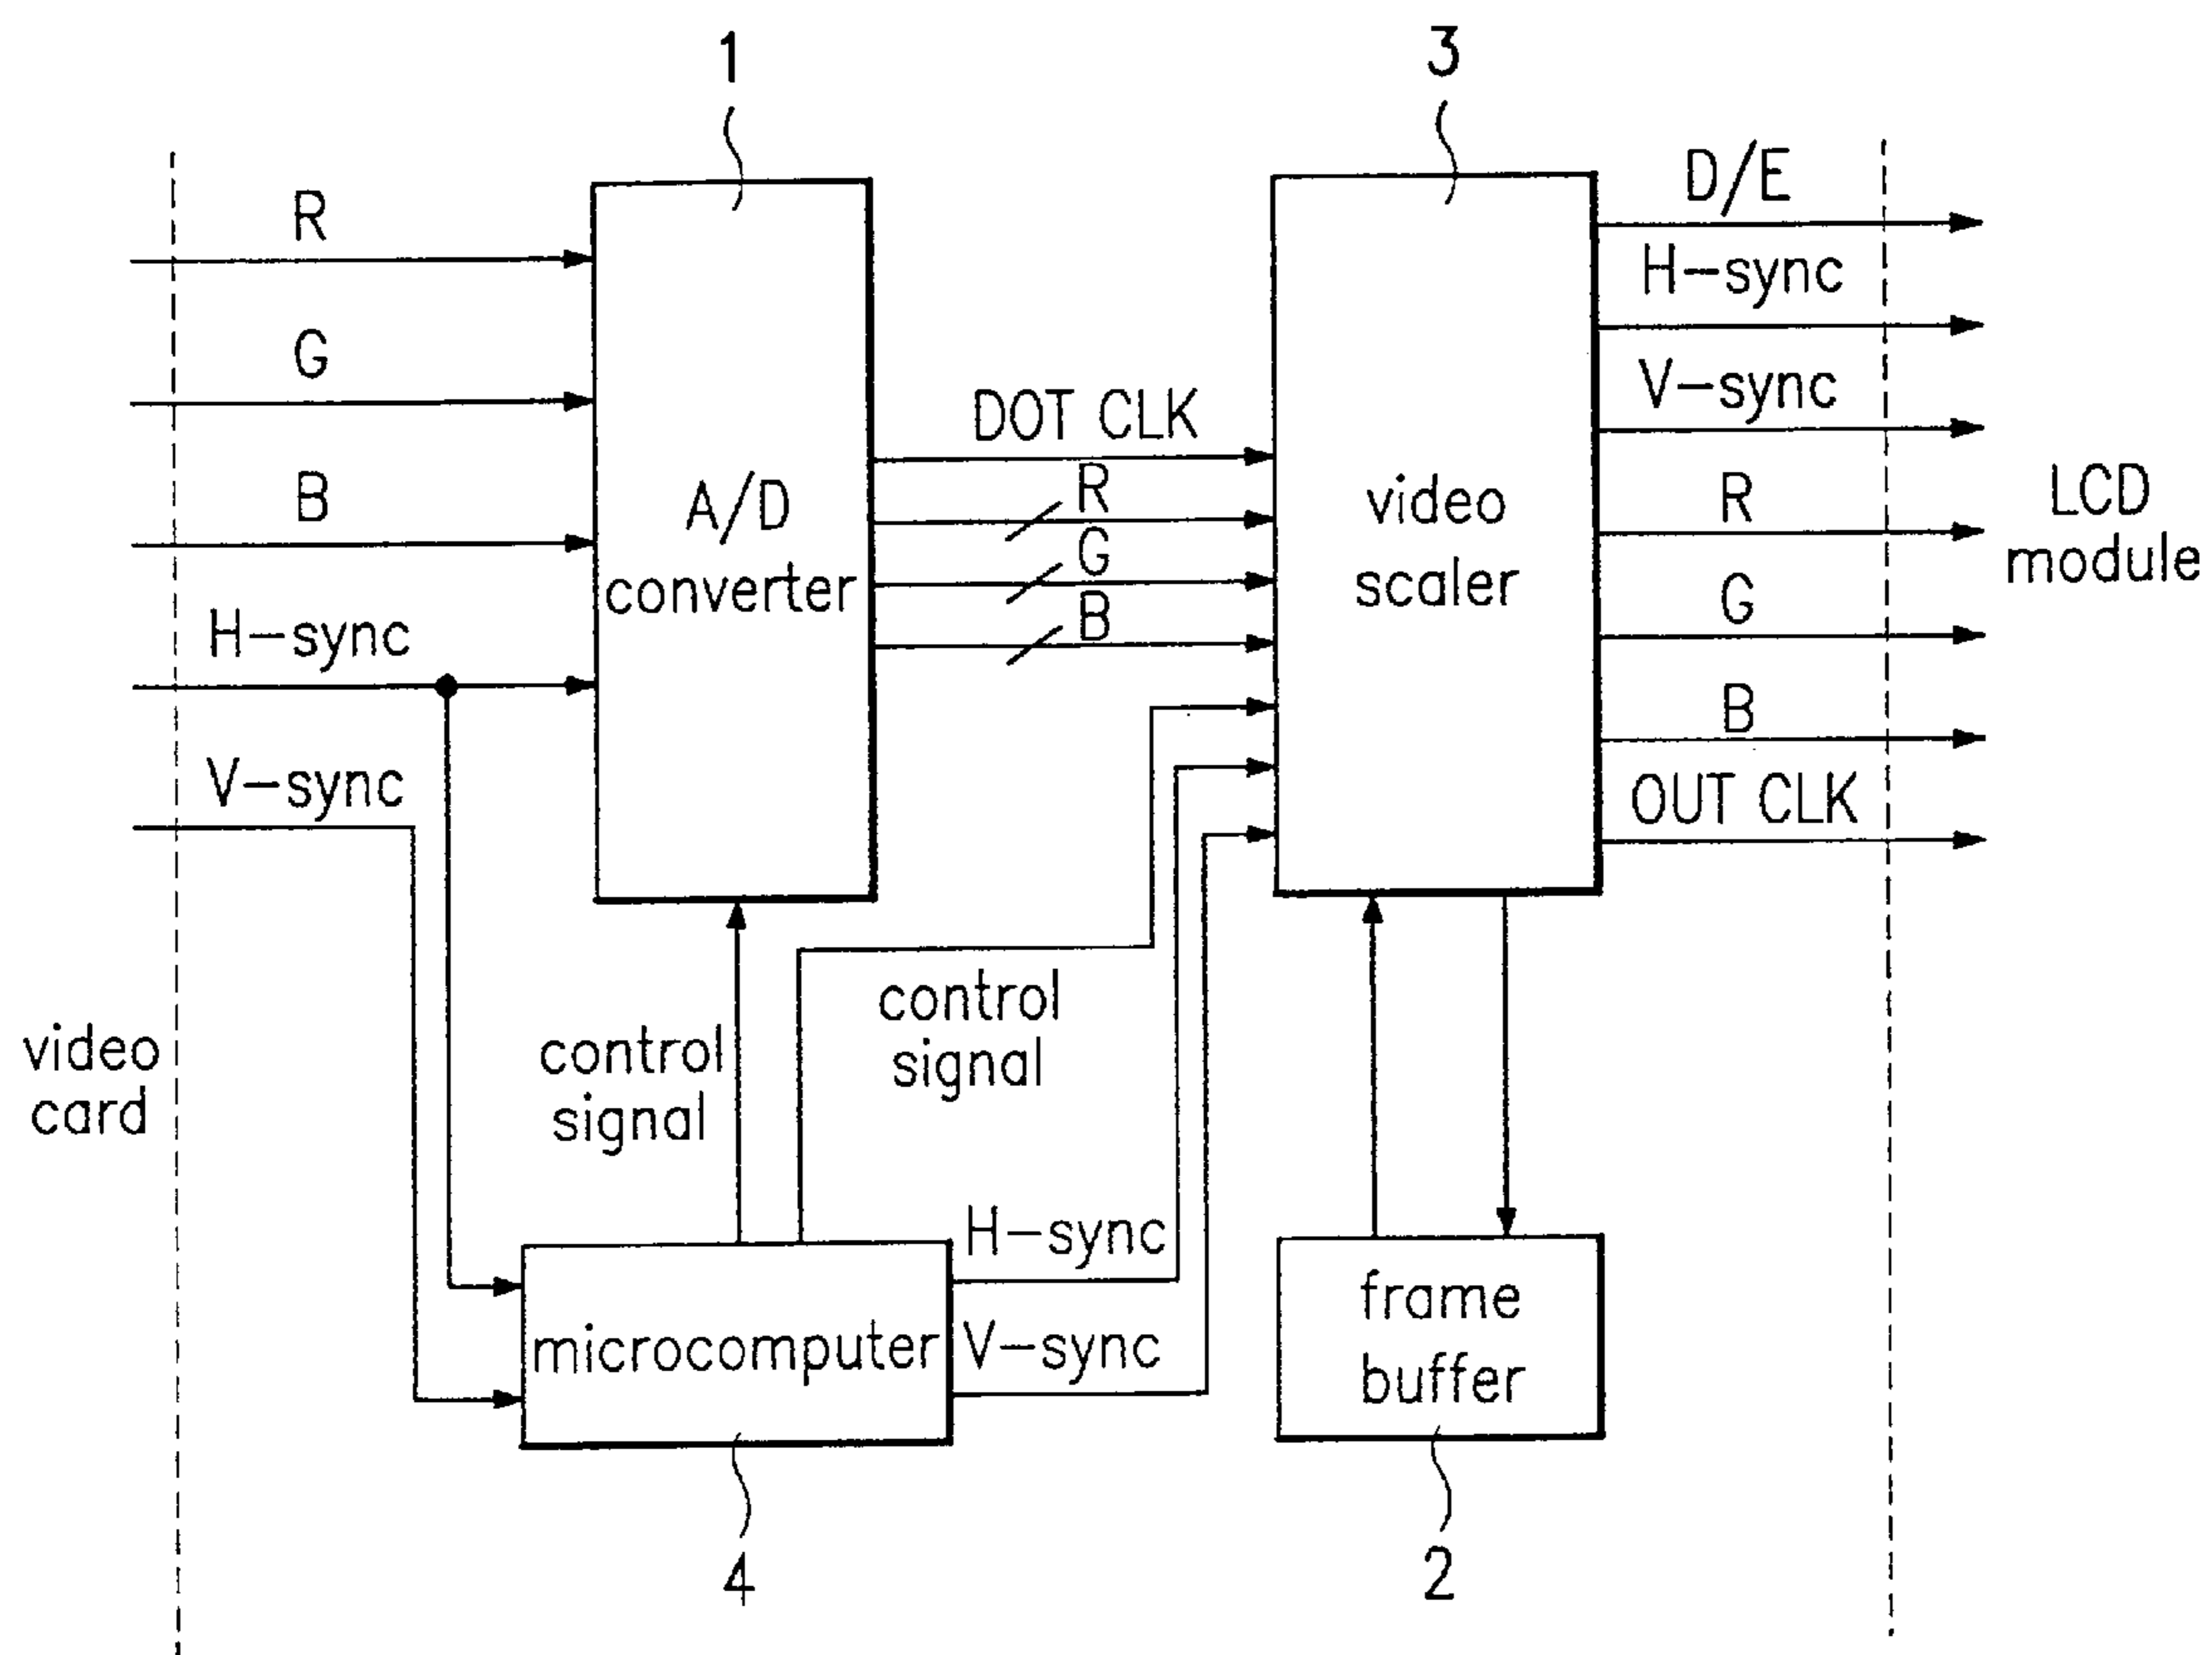 1
3
R
G
B
H-sync
V-sync
A/D
converter
DOT CLK
R
G
B
video
scaler
D/E
H-sync
V-sync
R
G
B
OUT CLK
LCD
module
video
card
control
signal
control
signal
H-sync
V-sync
microcomputer
frame
buffer
4
2